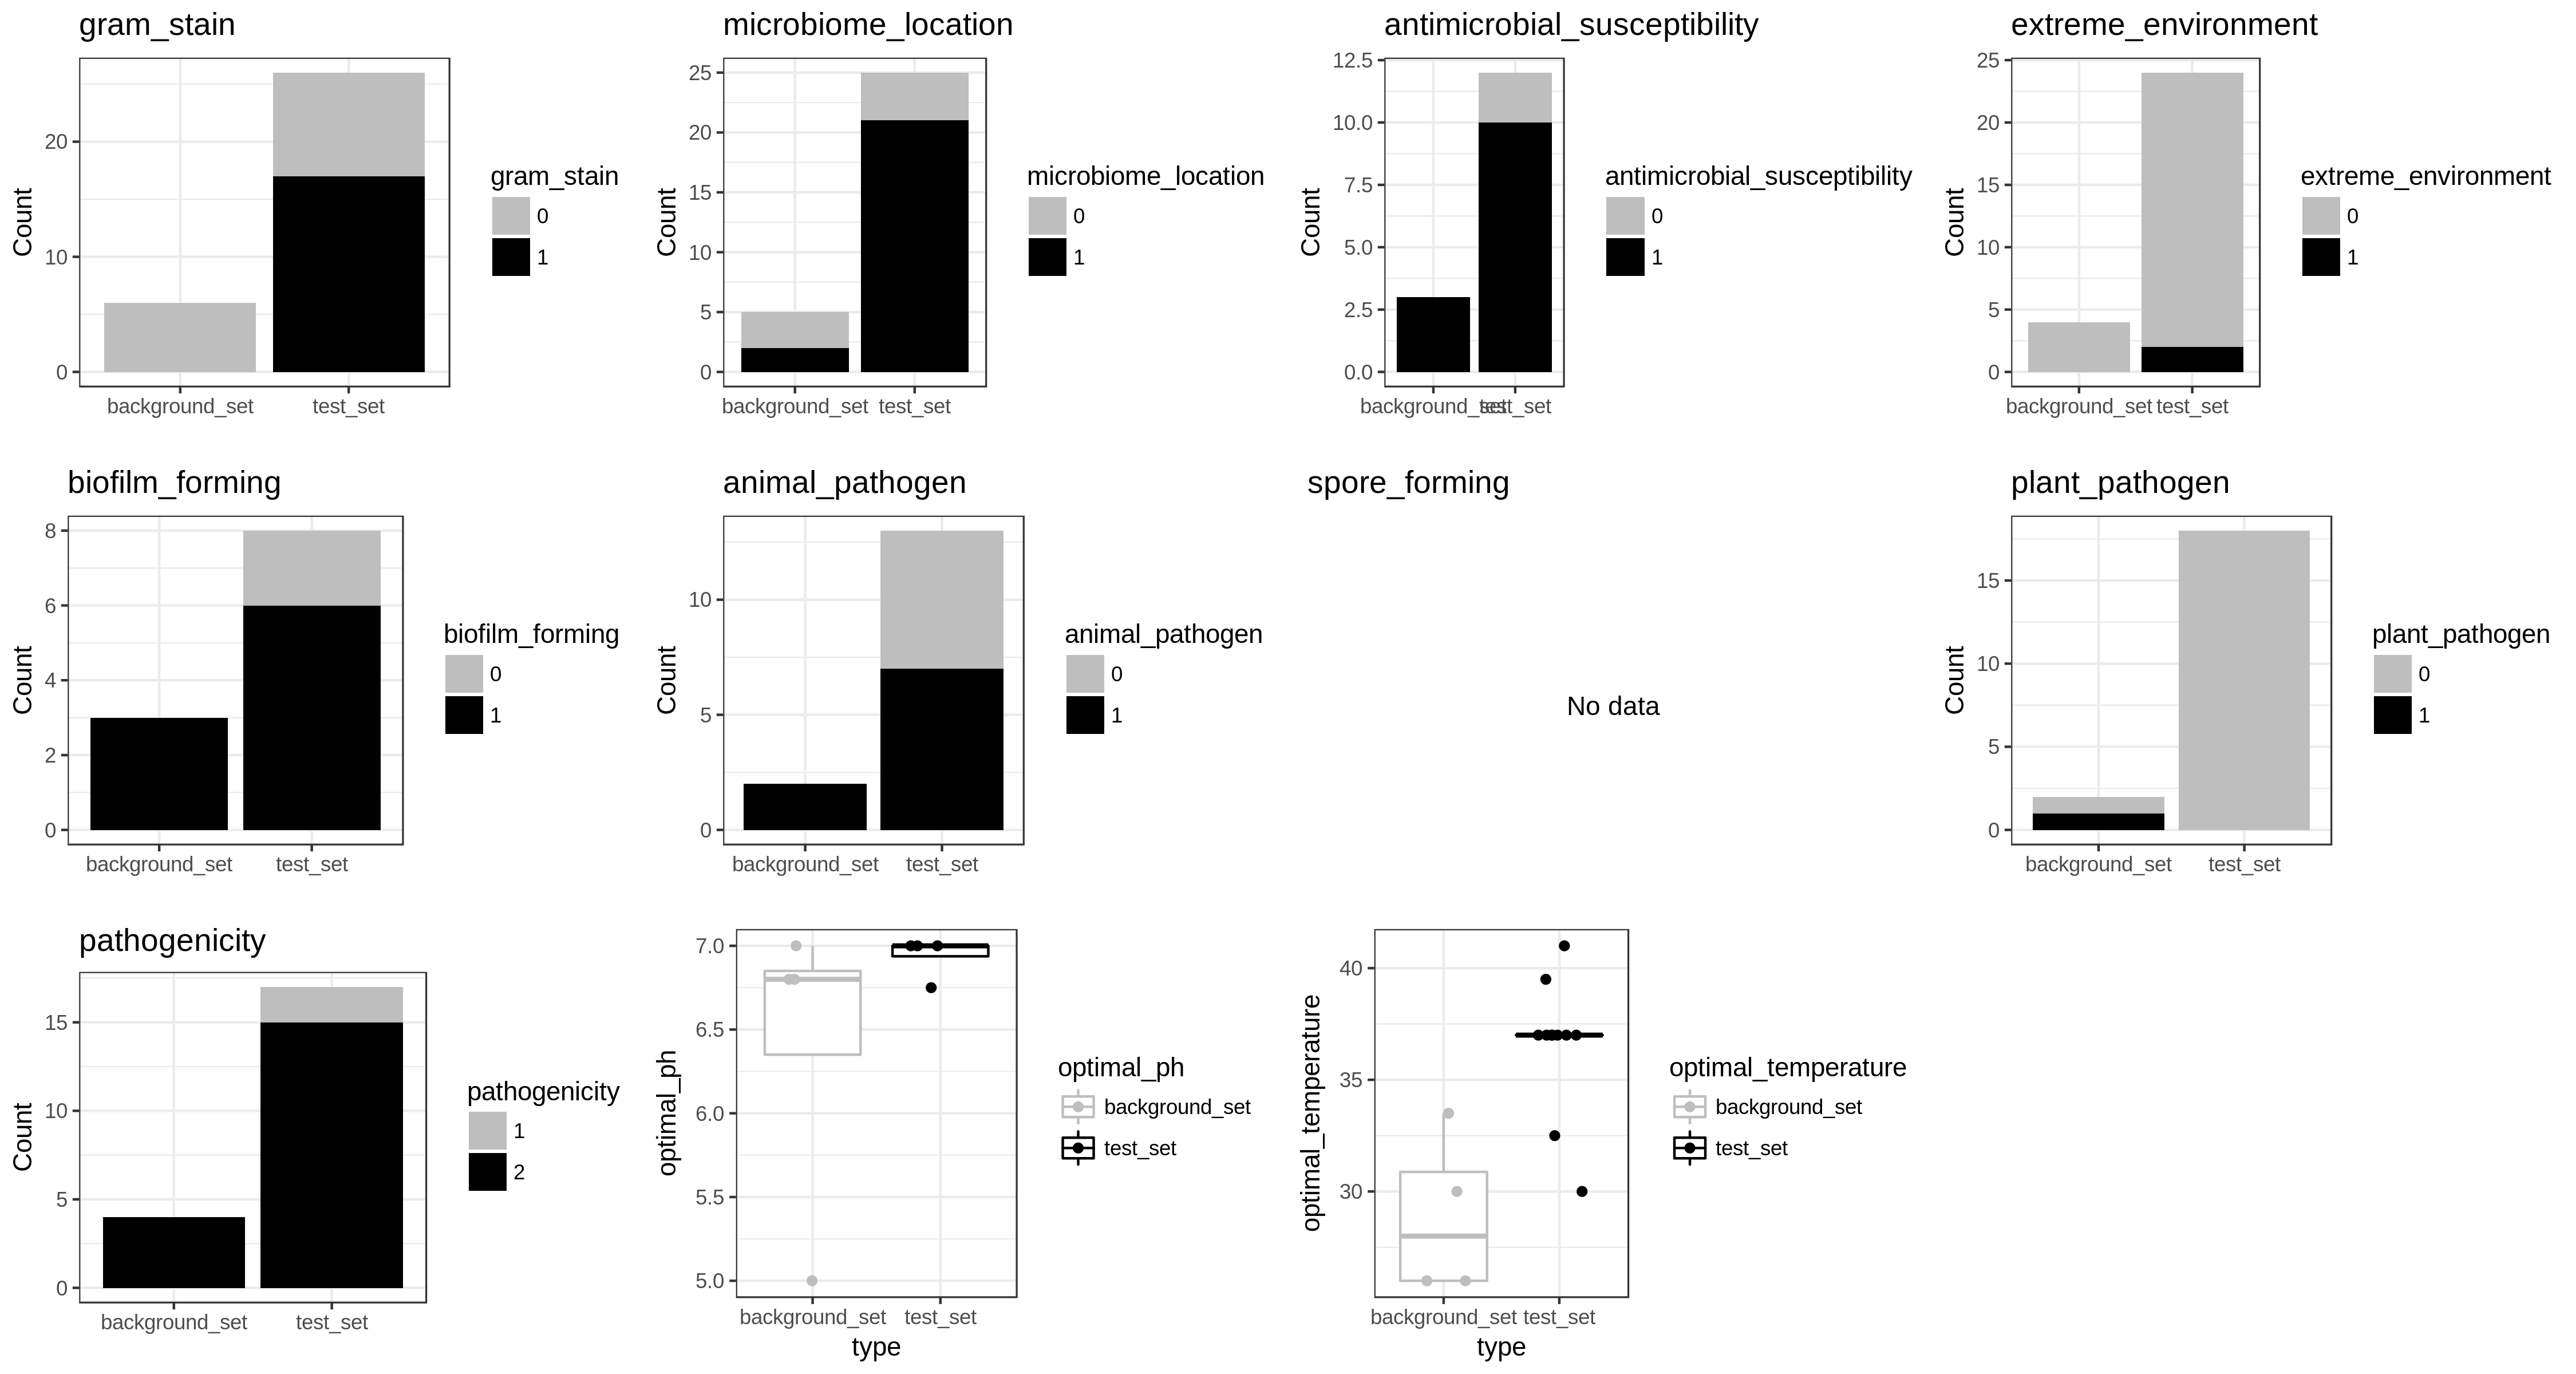 gram_stain
Count
20
10
0
background_set
test_set
gram_stain
0
1
microbiome_location
Count
25
20
15
10
5
0
background_set
test_set
microbiome_location
0
1
antimicrobial_susceptibility
Count
12.5
10.0
7.5
5.0
2.5
0.0
background_set
test_set
antimicrobial_susceptibility
0
1
extreme_environment
Count
25
20
15
10
5
0
background_set
test_set
extreme_environment
0
1
biofilm_forming
Count
8
6
4
2
0
background_set
test_set
biofilm_forming
0
1
animal_pathogen
Count
10
5
0
background_set
test_set
animal_pathogen
0
1
spore_forming
No data
plant_pathogen
Count
15
10
5
0
background_set
test_set
plant_pathogen
0
1
pathogenicity
Count
15
10
5
0
background_set
test_set
pathogenicity
1
2
optimal_ph
7.0
6.5
6.0
5.5
5.0
background_set
test_set
type
optimal_ph
background_set
test_set
optimal_temperature
40
35
30
background_set
test_set
type
optimal_temperature
background_set
test_set